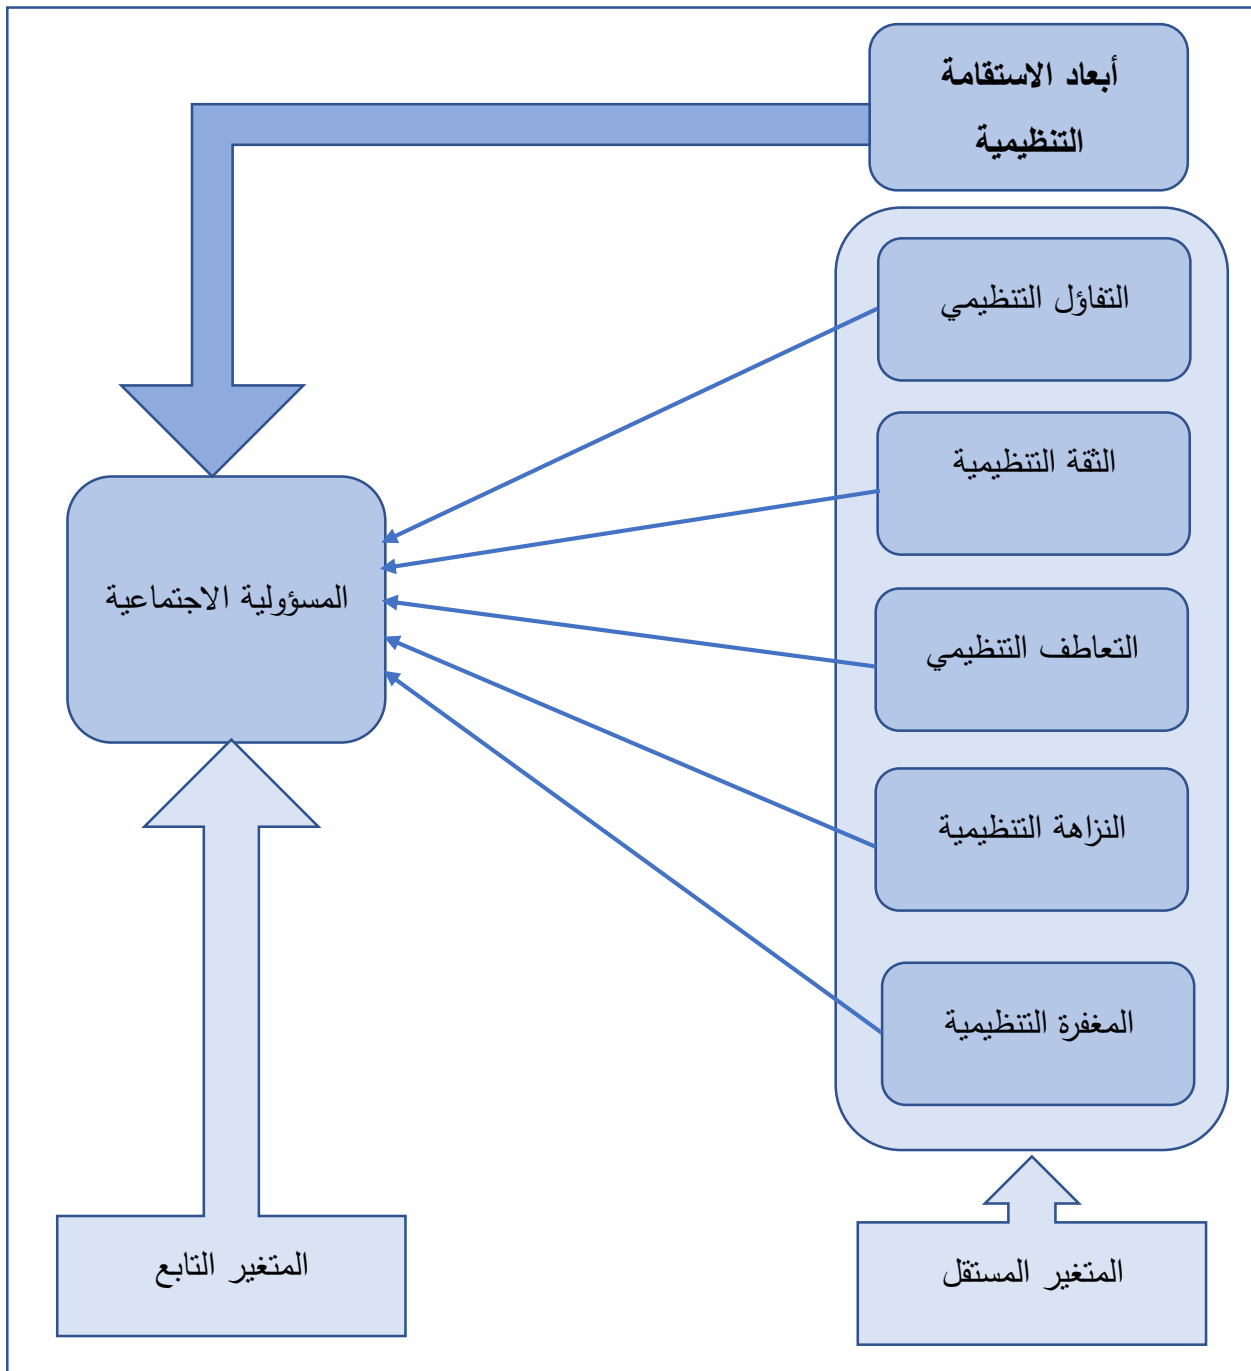 أبعاد الاستقامة
التنظيمية
التفاؤل التنظيمي
الثقة التنظيمية
التعاطف التنظيمي
النزاهة التنظيمية
المغفرة التنظيمية
المسؤولية الاجتماعية
المتغير المستقل
المتغير التابع